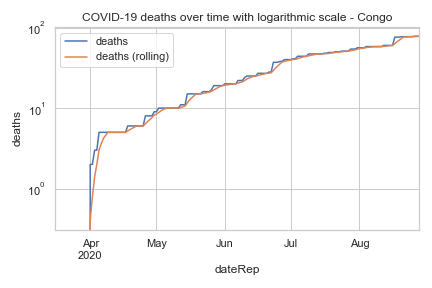 COVID-19 deaths over time with logarithmic scale - Congo
deaths
deaths (rolling)
10²
10¹
10⁰
deaths
Apr
2020
May
Jun
Jul
Aug
dateRep